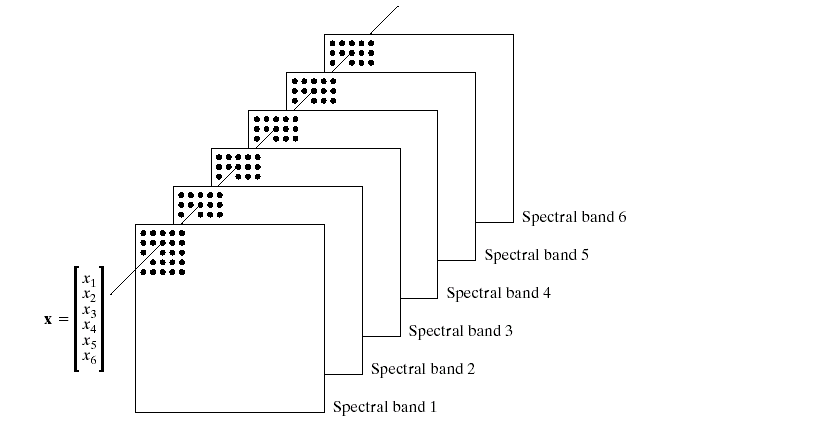 Spectral band 6
Spectral band 5
Spectral band 4
Spectral band 3
Spectral band 2
Spectral band 1
x =
x₁
x₂
x₃
x₄
x₅
x₆